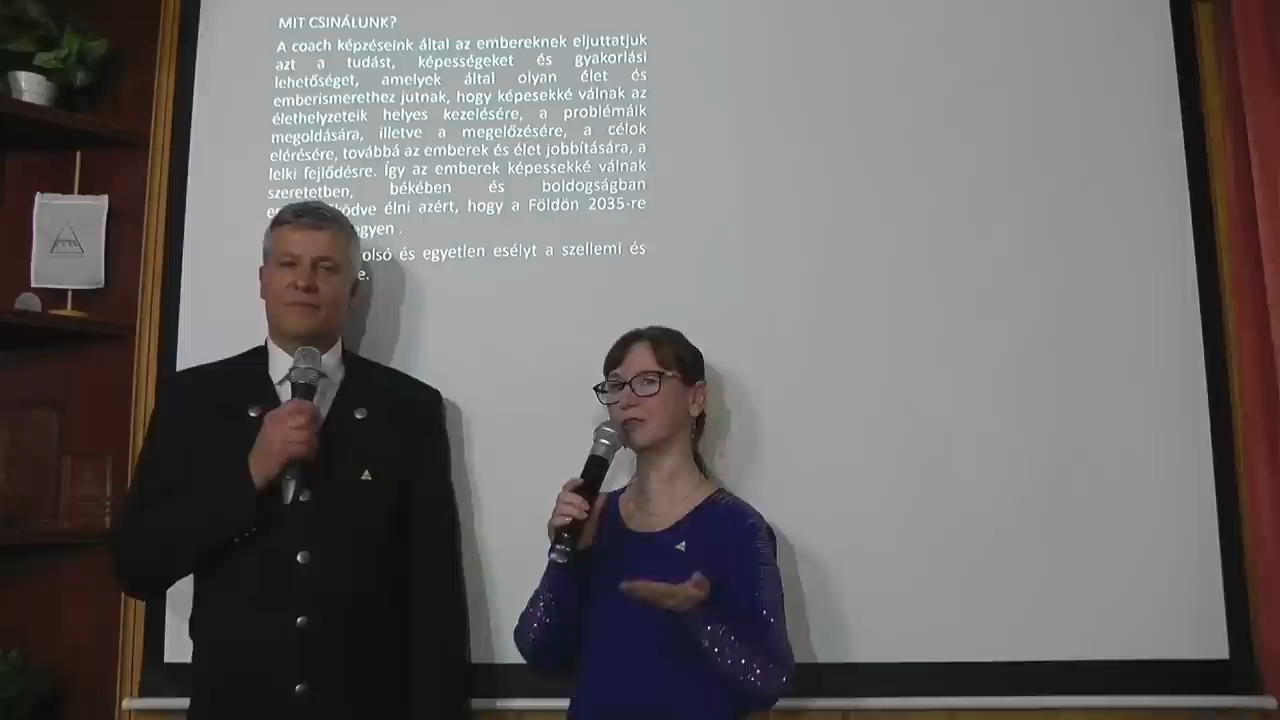 MIT CSINÁLUNK?
A coach képzéseink által az embereknek eljuttatjuk
azt a tudást, képességeket és gyakorlási
lehetőséget, amelyek által olyan élet és
emberismerethez jutnak, hogy képesekké válnak az
élethelyzeteik helyes kezelésére, a problémáik
megoldására, illetve a megelőzésére, a célok
elérésére, továbbá az emberek és élet jobbítására, a
lelki fejlődésre. Így az emberek képessekké válnak
szeretetben, békében és boldogságban
élni azért, hogy a Földön 2035-re
és egyetlen esélyt a szellemi és